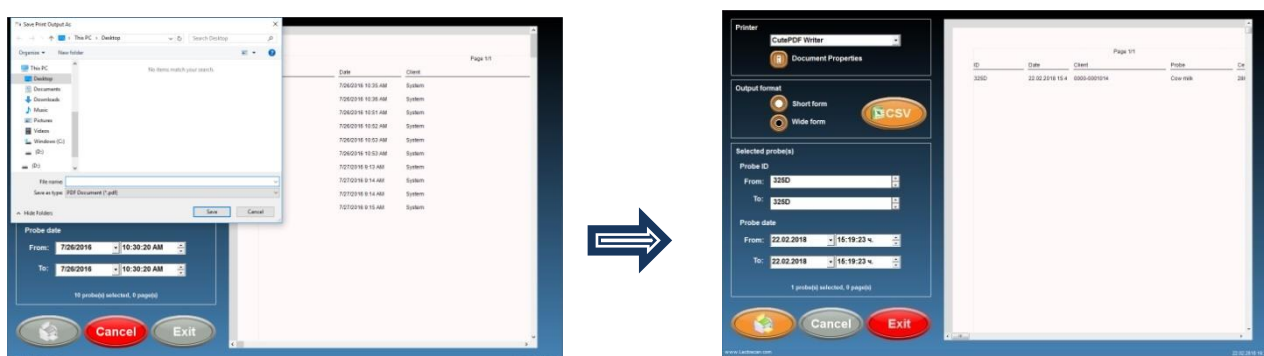 Save Print Output As
This PC > Desktop
Search Desktop
Organize
New folder
This PC
Desktop
Documents
Downloads
Music
Pictures
Videos
Windows (C:)
(D:)
(D:)
No items match your search.
File name:
Save as type: PDF Document (*.pdf)
Hide Folders
Save
Cancel
Page 1/1
Date Client
7/26/2016 10:35 AM System
7/26/2016 10:36 AM System
7/26/2016 10:51 AM System
7/26/2016 10:52 AM System
7/26/2016 10:53 AM System
7/26/2016 10:53 AM System
7/27/2016 8:13 AM System
7/27/2016 8:14 AM System
7/27/2016 8:14 AM System
7/27/2016 8:15 AM System
Probe date
From: 7/26/2016 10:30:20 AM
To: 7/26/2016 10:30:20 AM
10 probe(s) selected, 0 page(s)
Cancel
Exit
Printer
CutePDF Writer
Document Properties
Output format
Short form
Wide form
CSV
Selected probe(s)
Probe ID
From: 325D
To: 325D
Probe date
From: 22.02.2018 15:19:23 ч.
To: 22.02.2018 15:19:23 ч.
1 probe(s) selected, 0 page(s)
Cancel
Exit
www.Lactoscan.com
Page 1/1
ID Date Client Probe
325D 22.02.2018 15:4 0000-0001014 Cow milk